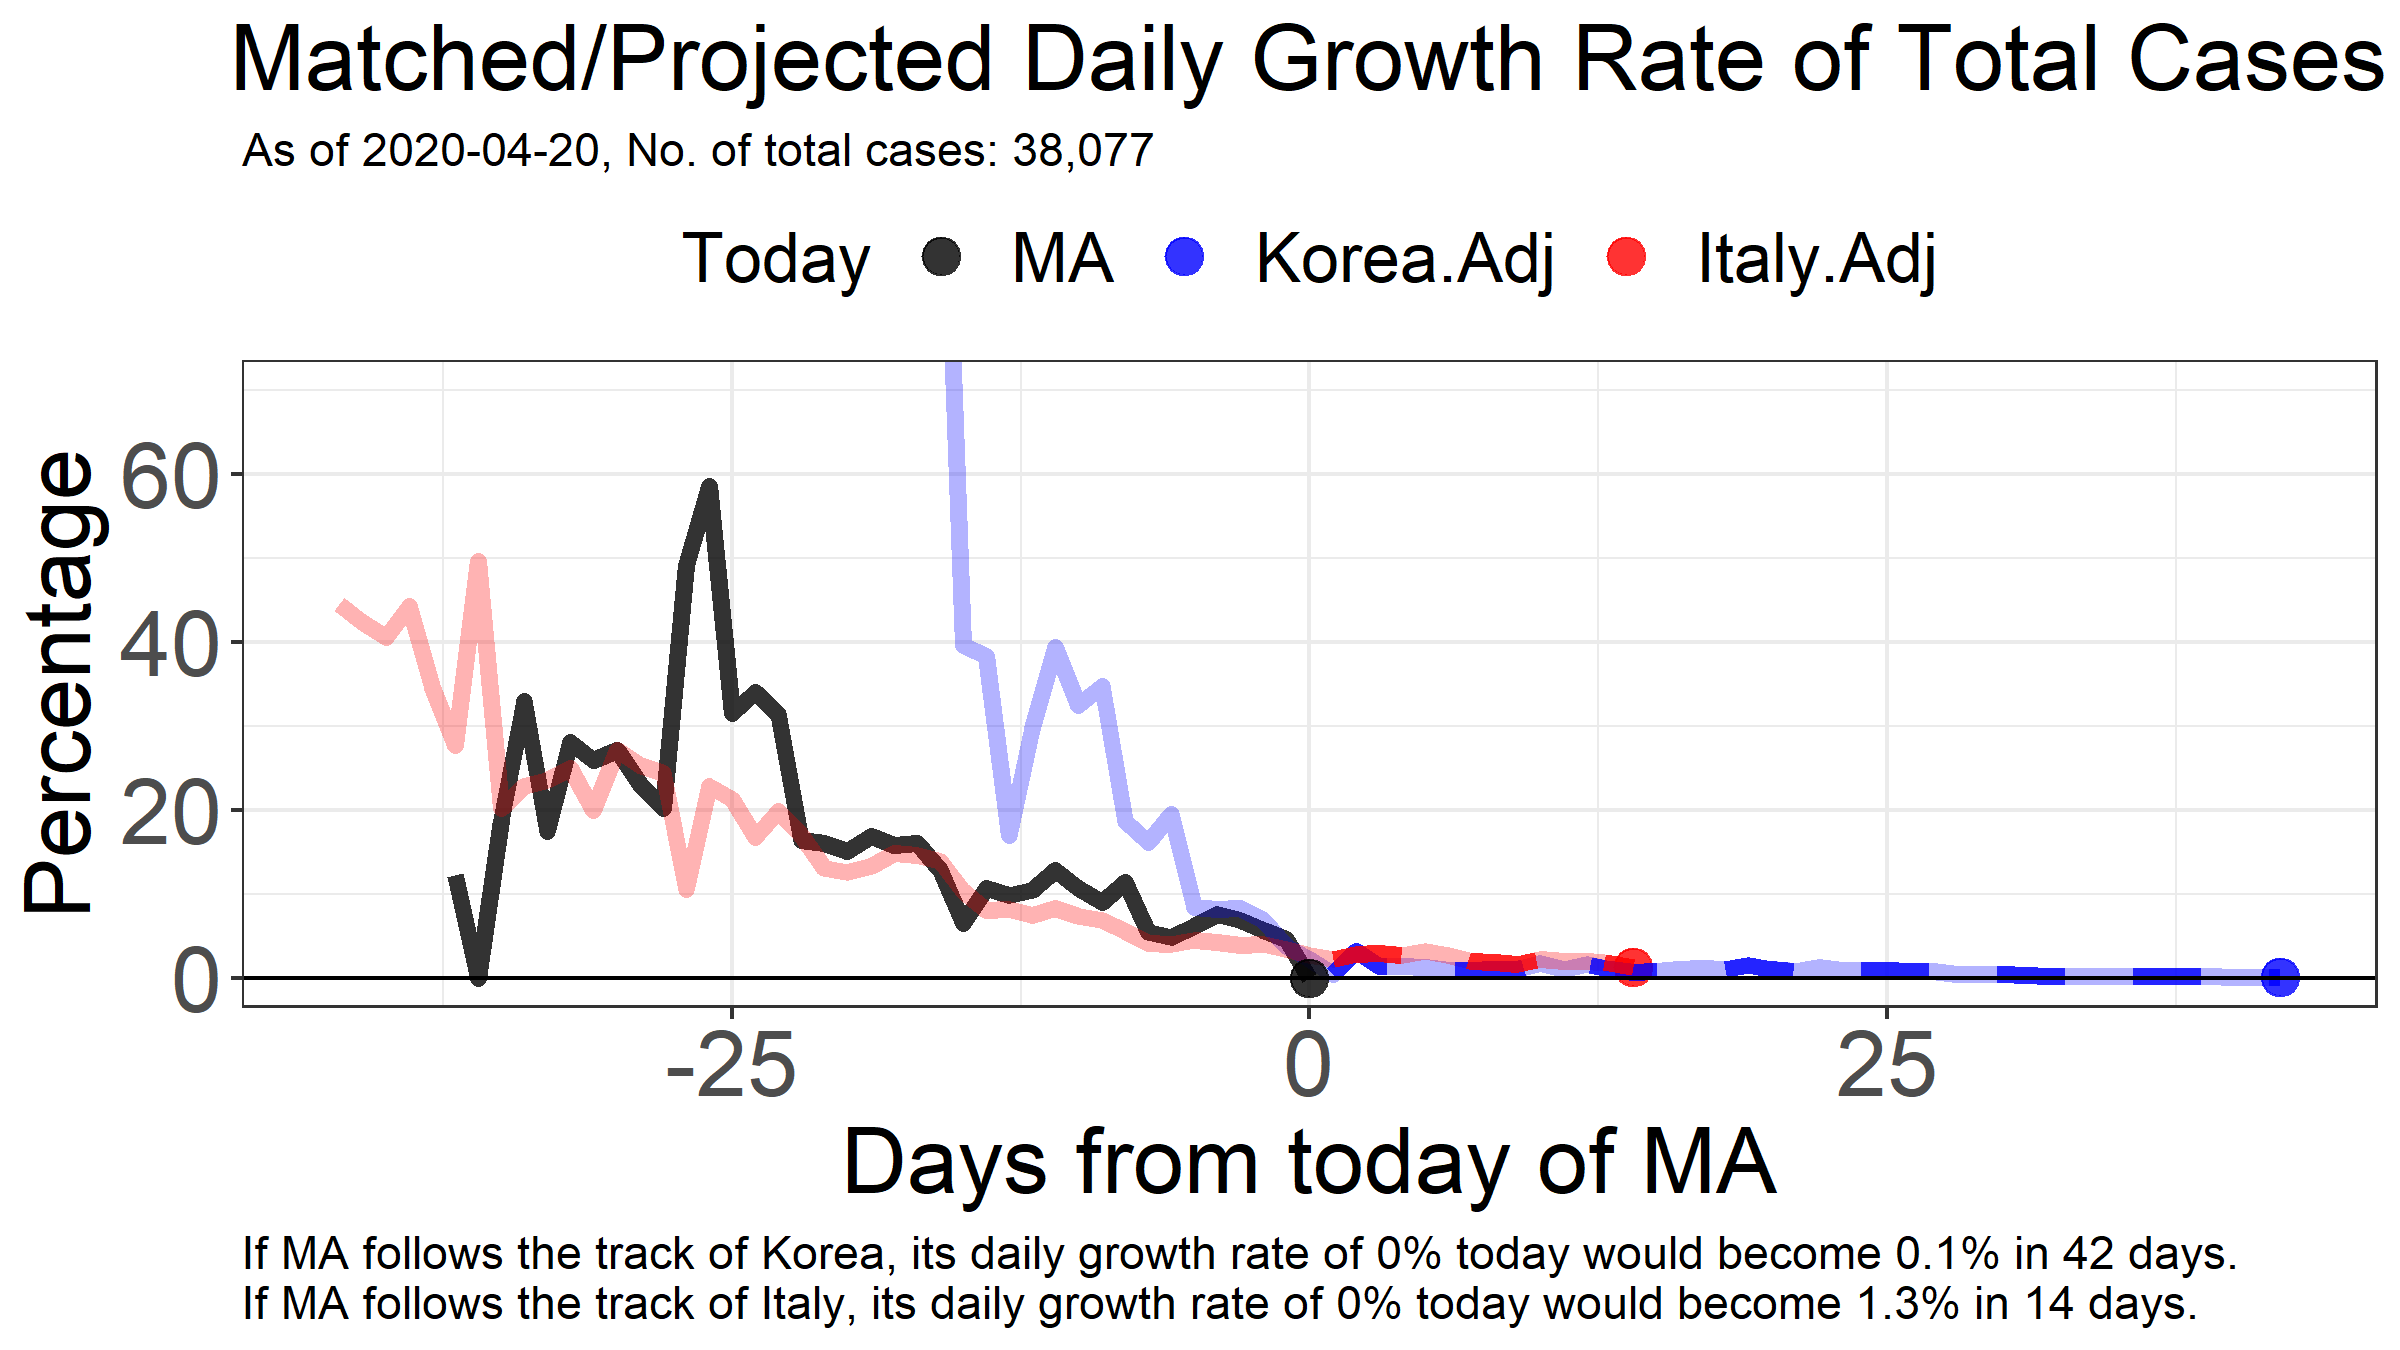 Matched/Projected Daily Growth Rate of Total Cases
As of 2020-04-20, No. of total cases: 38,077
Today MA Korea.Adj Italy.Adj
Percentage
60
40
20
0
-25 0 25
Days from today of MA
If MA follows the track of Korea, its daily growth rate of 0% today would become 0.1% in 42 days.
If MA follows the track of Italy, its daily growth rate of 0% today would become 1.3% in 14 days.